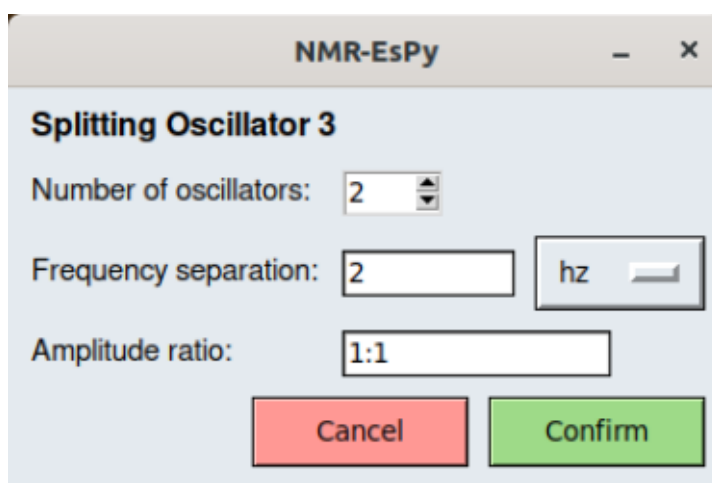 NMR-EsPy
Splitting Oscillator 3
Number of oscillators: 2
Frequency separation: 2 hz
Amplitude ratio: 1:1
Cancel Confirm